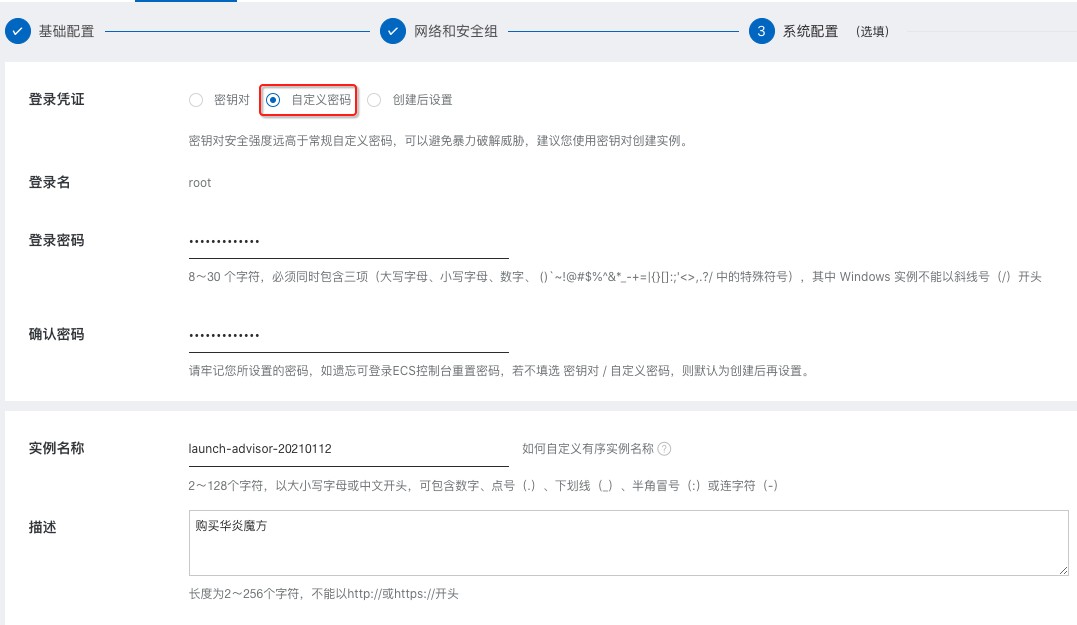 基础配置
网络和安全组
3 系统配置 (选填)
登录凭证
密钥对 自定义密码 创建后设置
密钥对安全强度远高于常规自定义密码，可以避免暴力破解威胁，建议您使用密钥对创建实例。
登录名 root
登录密码 •••••••••••••
8～30 个字符，必须同时包含三项（大写字母、小写字母、数字、 ()`~!@#$%^&*_-+=|{}[]:;'<>,.?/ 中的特殊符号），其中 Windows 实例不能以斜线号（/）开头
确认密码 •••••••••••••
请牢记您所设置的密码，如遗忘可登录ECS控制台重置密码，若不填选 密钥对 / 自定义密码，则默认为创建后再设置。
实例名称 launch-advisor-20210112 如何自定义有序实例名称 ?
2～128个字符，以大小写字母或中文开头，可包含数字、点号（.）、下划线（_）、半角冒号（:）或连字符（-）
描述 购买华炎魔方
长度为2～256个字符，不能以http://或https://开头